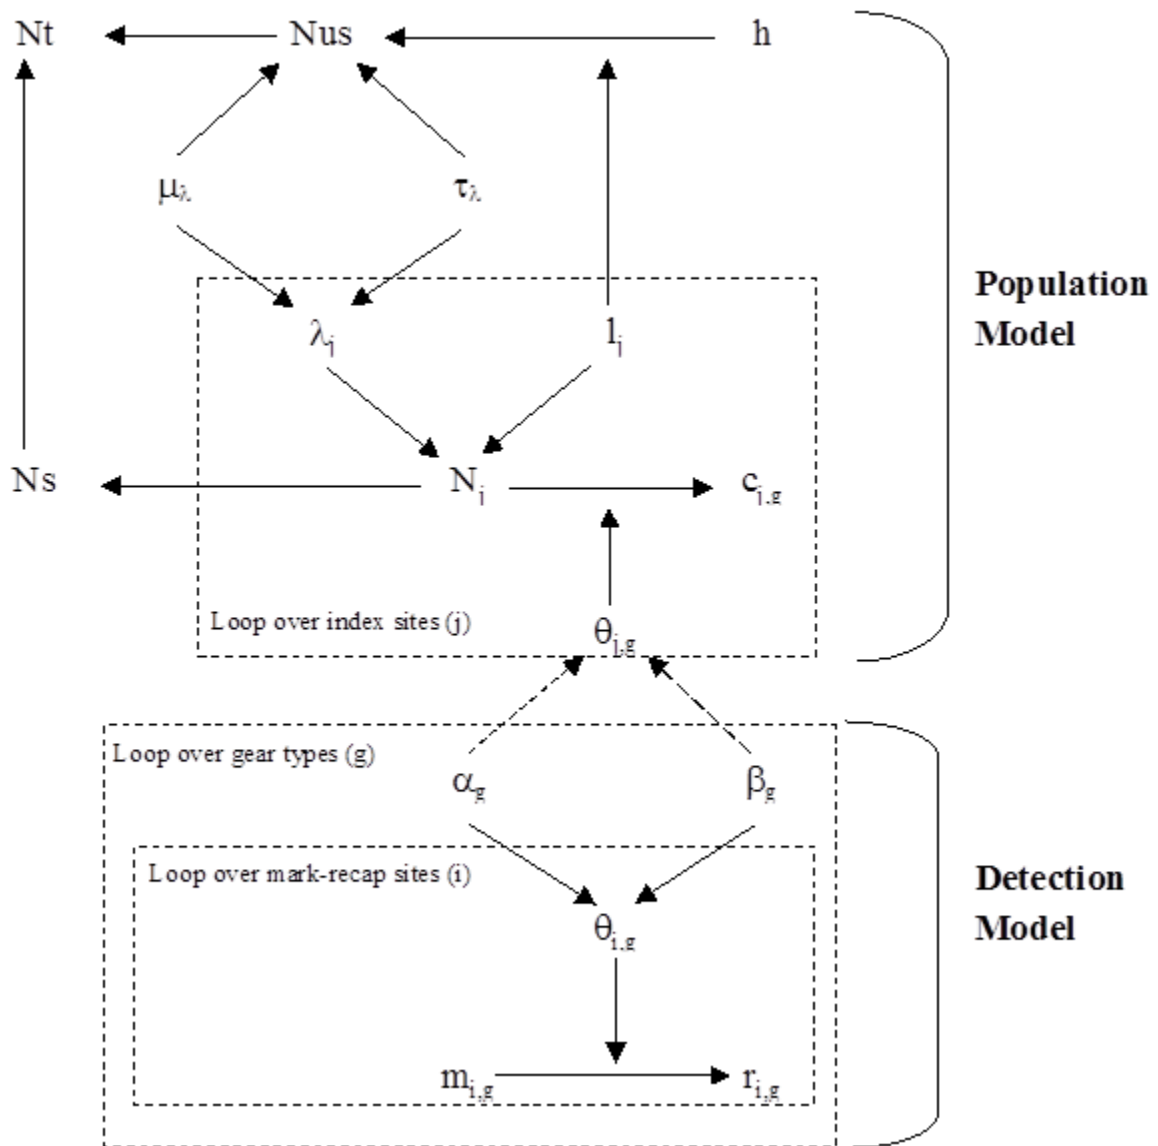 Nt Nus h
μλ τλ
Population
Model
λj lj
Ns Nj cj,g
Loop over index sites (j) θj,g
Loop over gear types (g)
αg βg
Loop over mark-recap sites (i)
Detection
Model
θi,g
mi,g ri,g